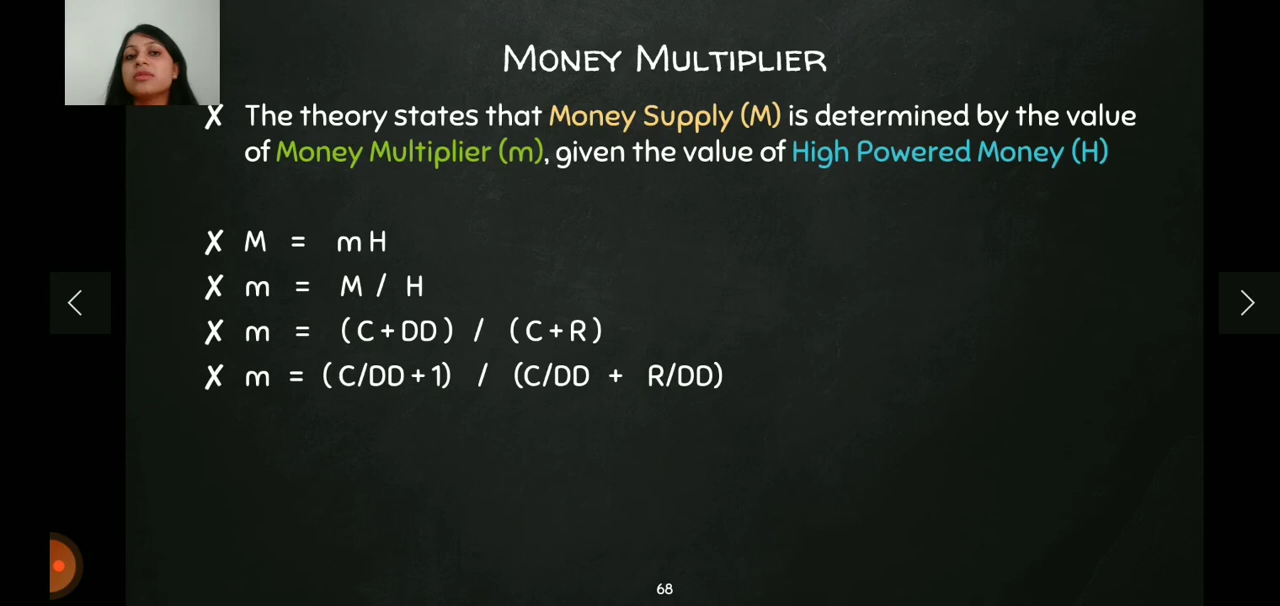 Money Multiplier
✗ The theory states that Money Supply (M) is determined by the value
of Money Multiplier (m), given the value of High Powered Money (H)
✗ M = mH
✗ m = M / H
✗ m = (C+DD) / (C+R)
✗ m = (C/DD+1) / (C/DD + R/DD)
68